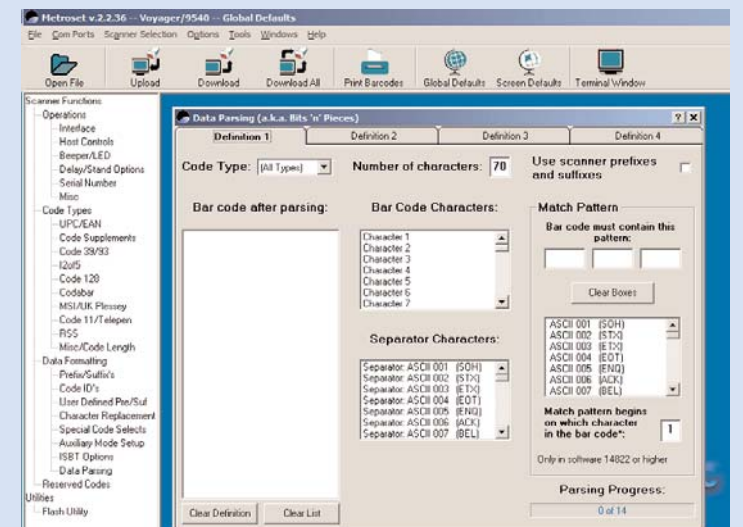 Metroset v.2.2.36 -- Voyager/9540 -- Global Defaults
File Com Ports Scanner Selection Options Tools Windows Help
Open File Upload Download Download All Print Barcodes Global Defaults Screen Defaults Terminal Window
Scanner Functions
Operations
Interface
Host Controls
Beeper/LED
Delay/Stand Options
Serial Number
Misc
Code Types
UPC/EAN
Code Supplements
Code 39/93
I2of5
Code 128
Codabar
MSI/UK Plessey
Code 11/Telepen
RSS
Misc/Code Length
Data Formatting
Prefix/Suffix's
Code ID's
User Defined Pre/Suf
Character Replacement
Special Code Selects
Auxiliary Mode Setup
ISBT Options
Data Parsing
Reserved Codes
Utilities
Flash Utility
Data Parsing (a.k.a. Bits 'n' Pieces)
Definition 1 Definition 2 Definition 3 Definition 4
Code Type: (All Types)
Number of characters: 70
Use scanner prefixes
and suffixes
Bar code after parsing:
Clear Definition Clear List
Bar Code Characters:
Character 1
Character 2
Character 3
Character 4
Character 5
Character 6
Character 7
Separator Characters:
Separator: ASCII 001 (SOH)
Separator: ASCII 002 (STX)
Separator: ASCII 003 (ETX)
Separator: ASCII 004 (EOT)
Separator: ASCII 005 (ENQ)
Separator: ASCII 006 (ACK)
Separator: ASCII 007 (BEL)
Match Pattern
Bar code must contain this
pattern:
Clear Boxes
ASCII 001 (SOH)
ASCII 002 (STX)
ASCII 003 (ETX)
ASCII 004 (EOT)
ASCII 005 (ENQ)
ASCII 006 (ACK)
ASCII 007 (BEL)
Match pattern begins
on which character
in the bar code*: 1
Only in software 14822 or higher
Parsing Progress:
0 of 14